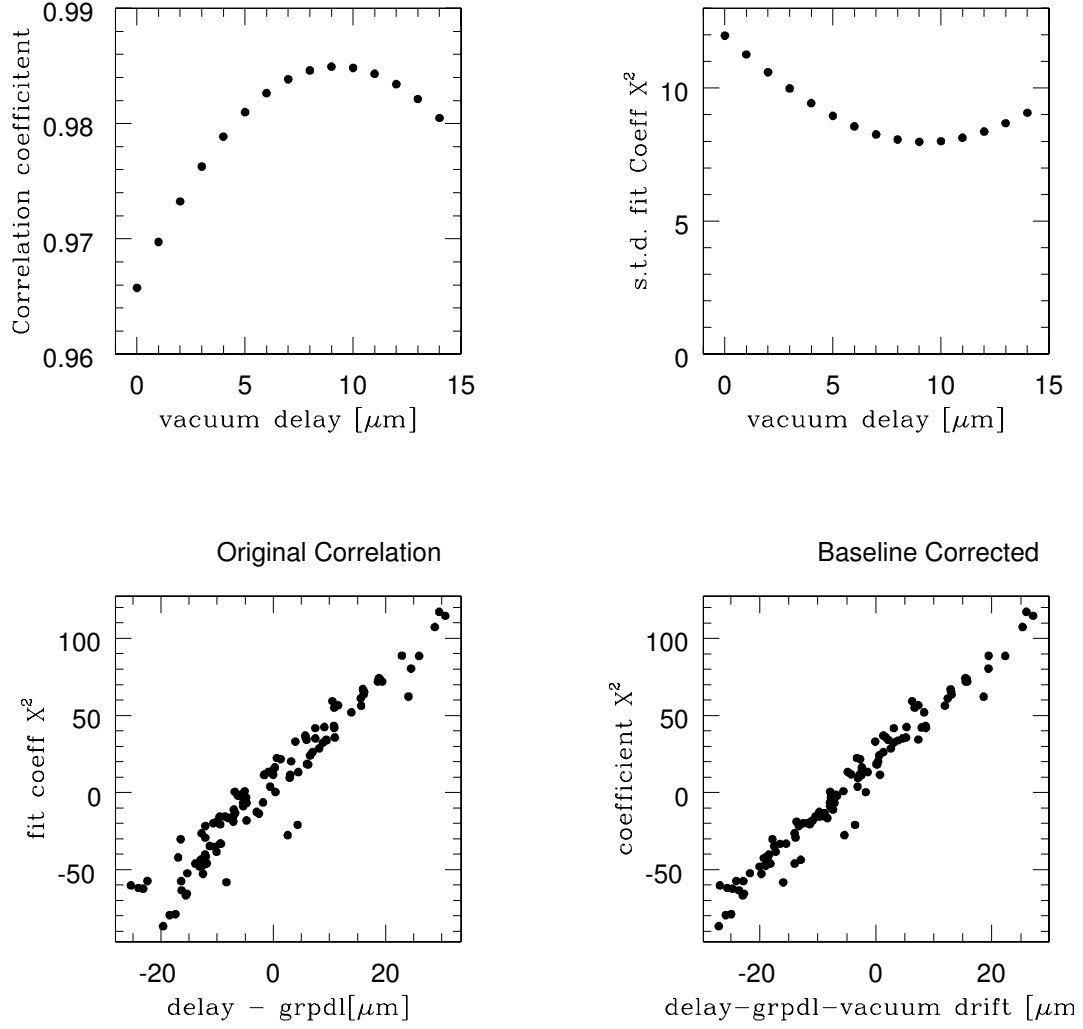 0.99
0.98
0.97
0.96
Correlation coeficitent
0 5 10 15
vacuum delay [μm]
10
5
0
s.t.d. fit Coeff X²
0 5 10 15
vacuum delay [μm]
Original Correlation
100
50
0
-50
fit coeff X²
-20 0 20
delay − grpdl[μm]
Baseline Corrected
100
50
0
-50
coefficient X²
-20 0 20
delay−grpdl−vacuum drift [μm